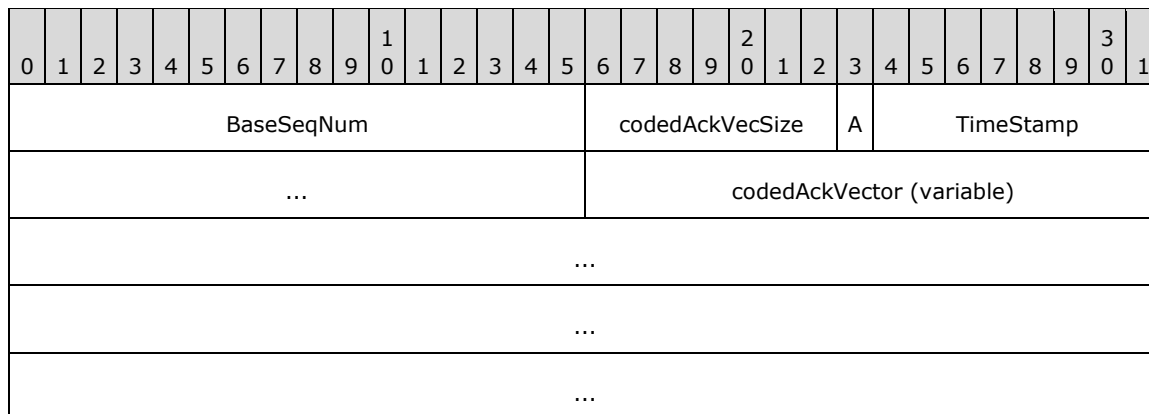 1 2 3
0 1 2 3 4 5 6 7 8 9 0 1 2 3 4 5 6 7 8 9 0 1 2 3 4 5 6 7 8 9 0 1
BaseSeqNum codedAckVecSize A TimeStamp
... codedAckVector (variable)
...
...
...